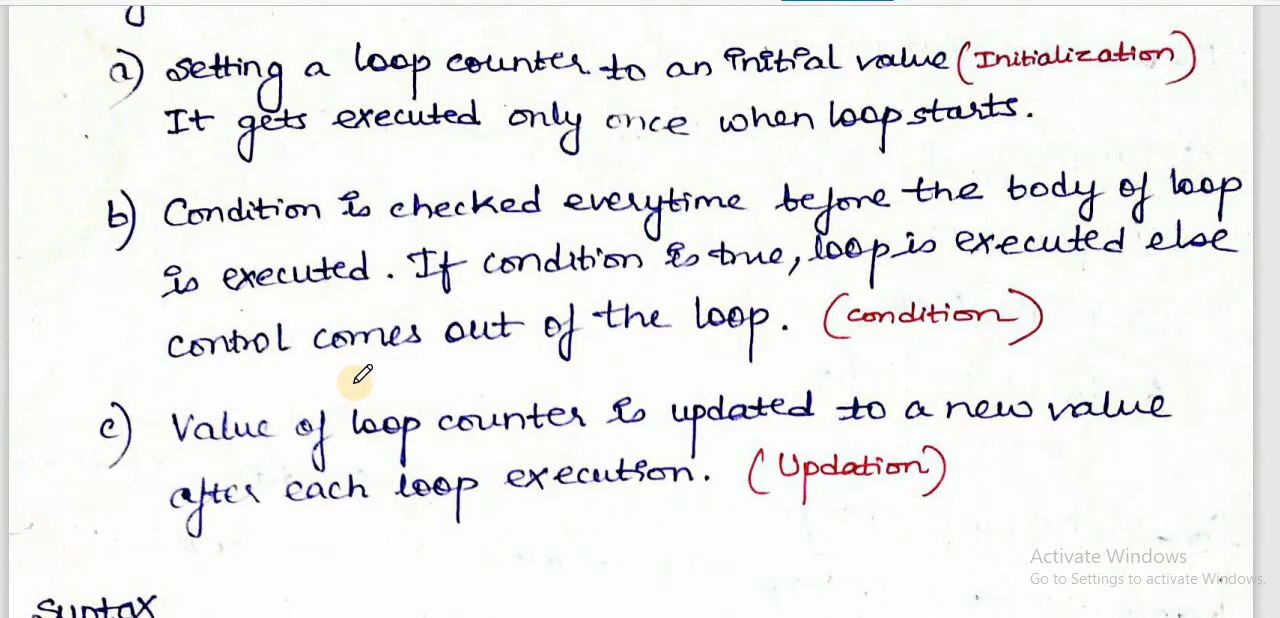 a) Setting a loop counter to an initial value (Initialization)
It gets executed only once when loop starts.
b) Condition is checked everytime before the body of loop
is executed. If condition is true, loop is executed else
control comes out of the loop. (condition)
c) Value of loop counter is updated to a new value
after each loop execution. (Updation)
Activate Windows
Go to Settings to activate Windows.
Syntax